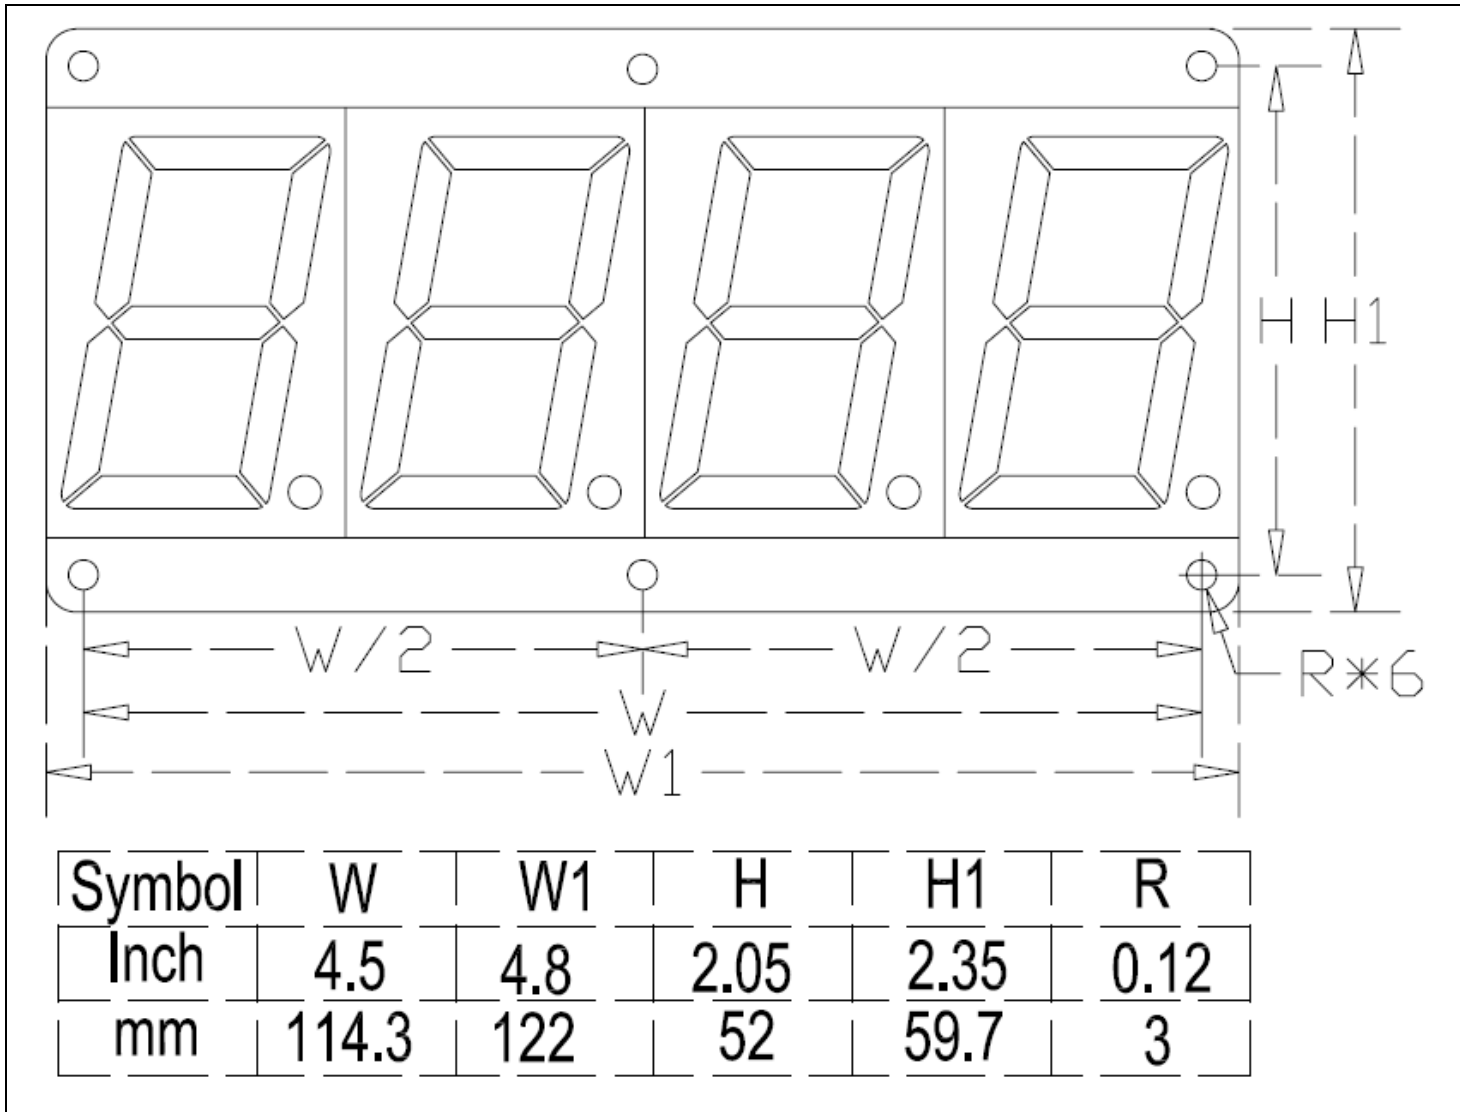 H H1
W/2 W/2
R*6
W
W1
Symbol W W1 H H1 R
Inch 4.5 4.8 2.05 2.35 0.12
mm 114.3 122 52 59.7 3